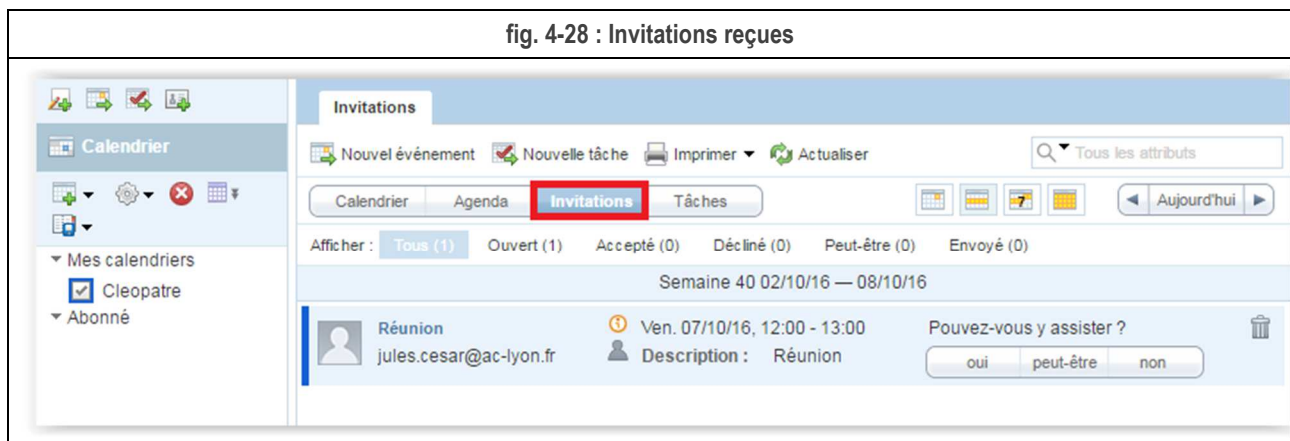 fig. 4-28 : Invitations reçues
Invitations
Calendrier
Nouvel événement Nouvelle tâche Imprimer Actualiser Tous les attributs
Calendrier Agenda Invitations Tâches 7 Aujourd'hui
Afficher : Tous (1) Ouvert (1) Accepté (0) Décliné (0) Peut-être (0) Envoyé (0)
Mes calendriers
Cleopatre
Abonné
Semaine 40 02/10/16 — 08/10/16
Réunion Ven. 07/10/16, 12:00 - 13:00 Pouvez-vous y assister ?
jules.cesar@ac-lyon.fr Description : Réunion oui peut-être non